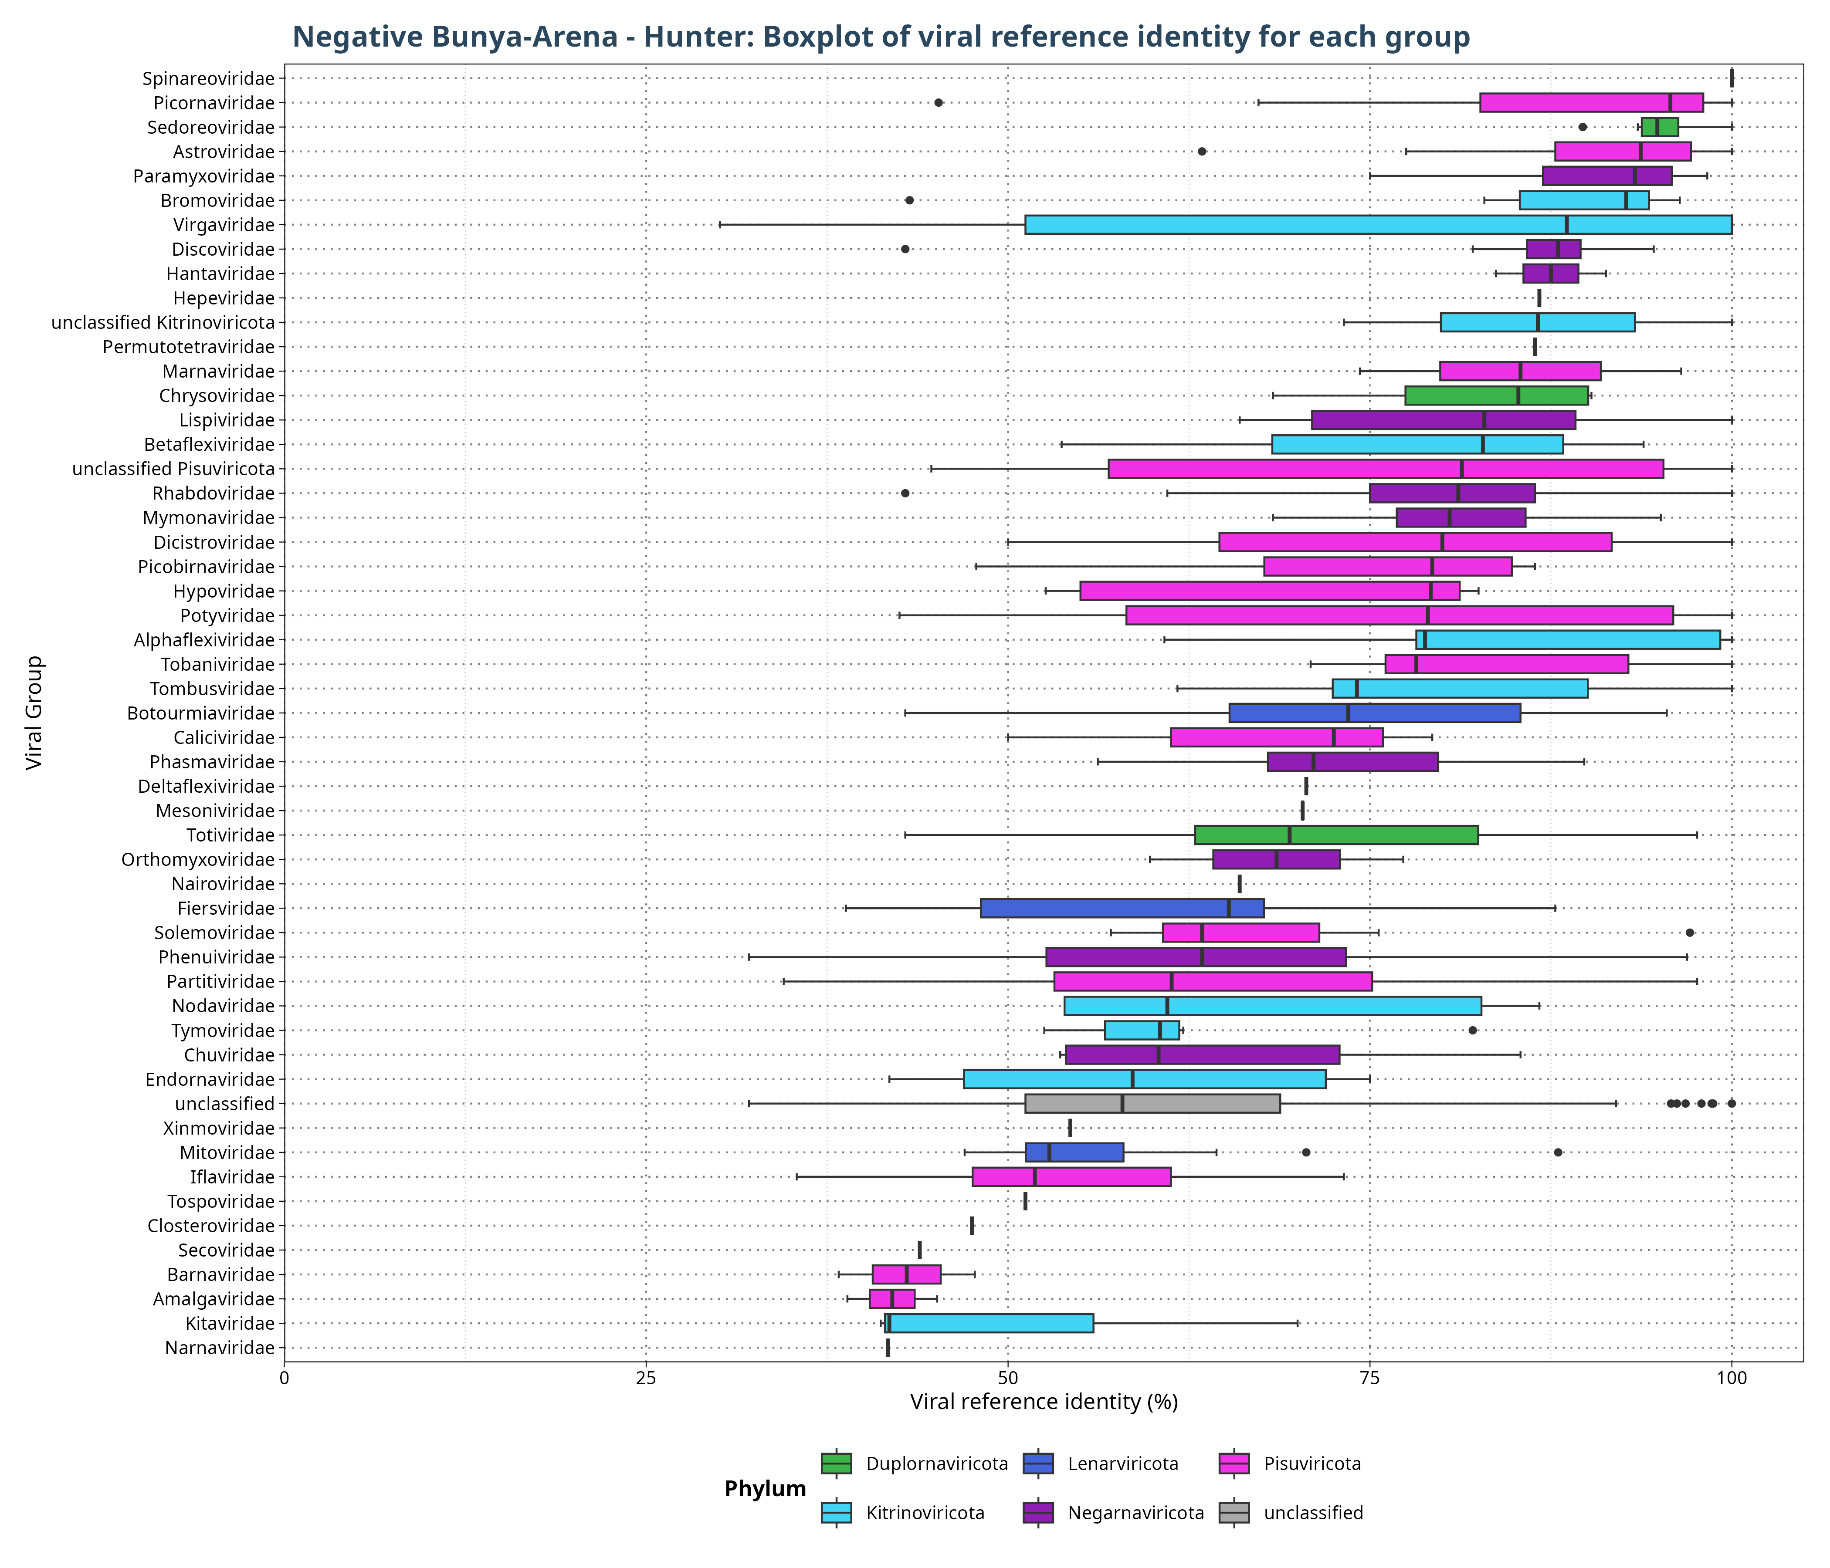 Negative Bunya-Arena - Hunter: Boxplot of viral reference identity for each group
Viral Group
Spinareoviridae
Picornaviridae
Sedoreoviridae
Astroviridae
Paramyxoviridae
Bromoviridae
Virgaviridae
Discoviridae
Hantaviridae
Hepeviridae
unclassified Kitrinoviricota
Permutotetraviridae
Marnaviridae
Chrysoviridae
Lispiviridae
Betaflexiviridae
unclassified Pisuviricota
Rhabdoviridae
Mymonaviridae
Dicistroviridae
Picobirnaviridae
Hypoviridae
Potyviridae
Alphaflexiviridae
Tobaniviridae
Tombusviridae
Botourmiaviridae
Caliciviridae
Phasmaviridae
Deltaflexiviridae
Mesoniviridae
Totiviridae
Orthomyxoviridae
Nairoviridae
Fiersviridae
Solemoviridae
Phenuiviridae
Partitiviridae
Nodaviridae
Tymoviridae
Chuviridae
Endornaviridae
unclassified
Xinmoviridae
Mitoviridae
Iflaviridae
Tospoviridae
Closteroviridae
Secoviridae
Barnaviridae
Amalgaviridae
Kitaviridae
Narnaviridae
0 25 50 75 100
Viral reference identity (%)
Phylum
Duplornaviricota Lenarviricota Pisuviricota
Kitrinoviricota Negarnaviricota unclassified